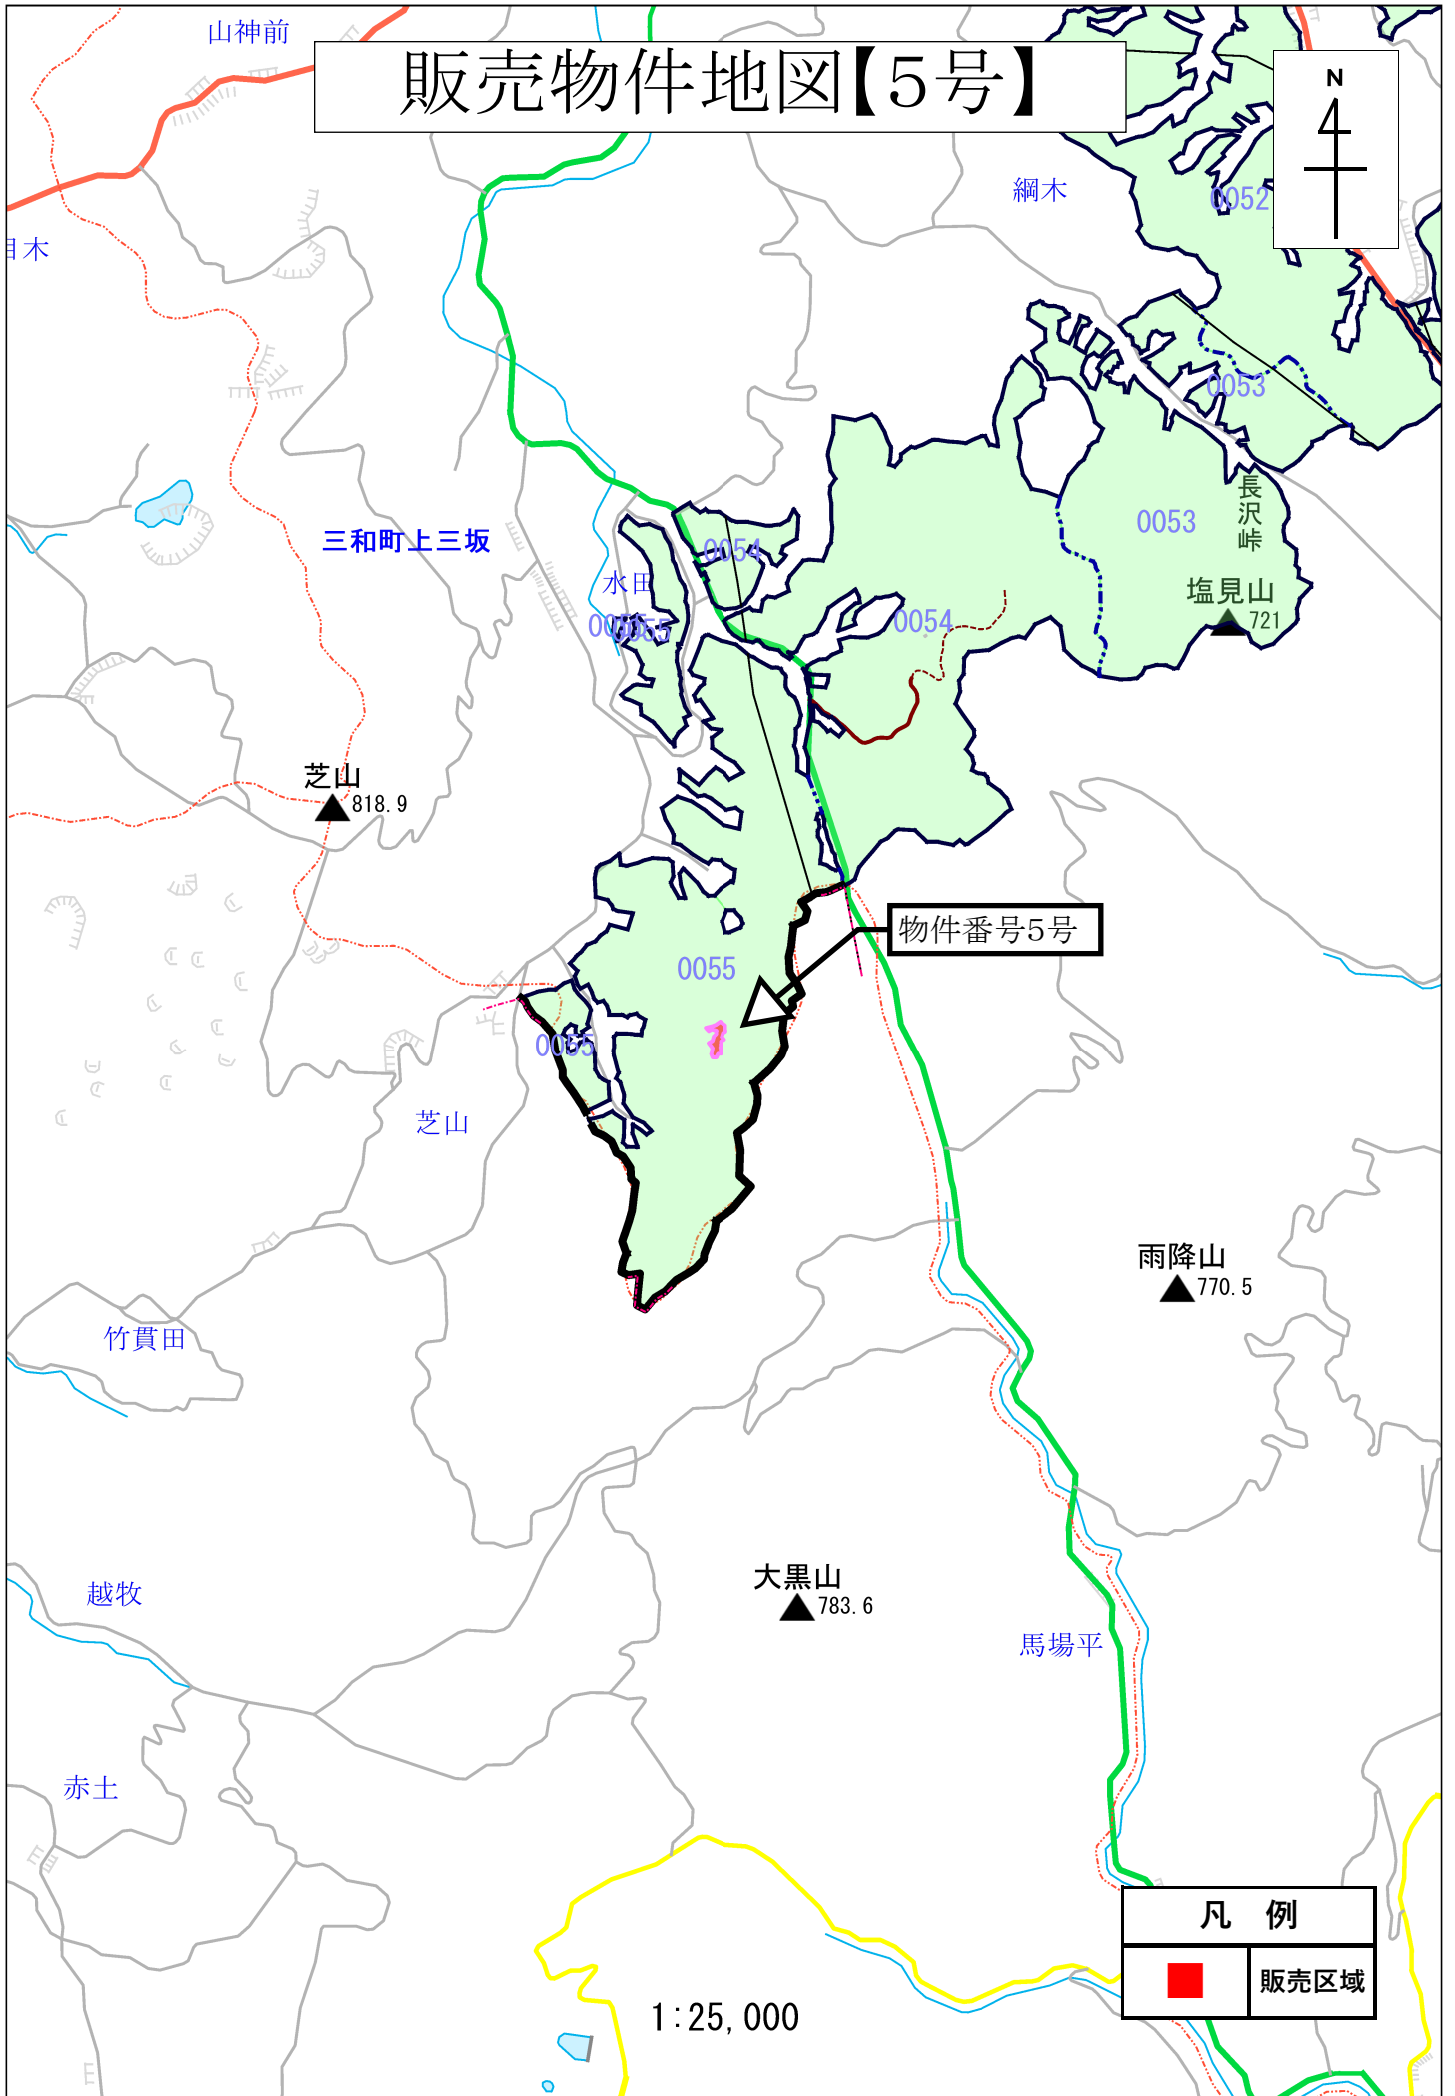 山神前
販売物件地図【5号】
N
綱木
0052
目木
0053
長沢峠
0053
三和町上三坂
0054
水田
塩見山
721
0055
0055
0054
芝山
818.9
物件番号5号
0055
0055
芝山
雨降山
770.5
竹貫田
大黒山
783.6
越牧
馬場平
赤土
凡 例
販売区域
1:25,000